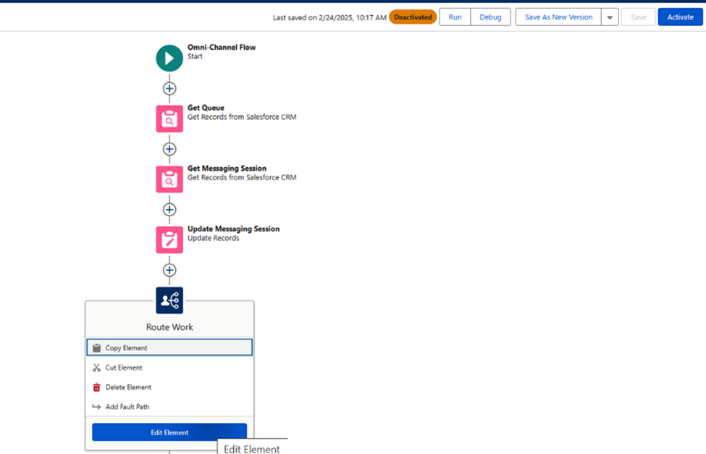 Last saved on 2/24/2025, 10:17 AM Deactivated Run Debug Save As New Version Save Activate
Omni-Channel Flow
Start
Get Queue
Get Records from Salesforce CRM
Get Messaging Session
Get Records from Salesforce CRM
Update Messaging Session
Update Records
Route Work
Copy Element
Cut Element
Delete Element
Add Fault Path
Edit Element
Edit Element